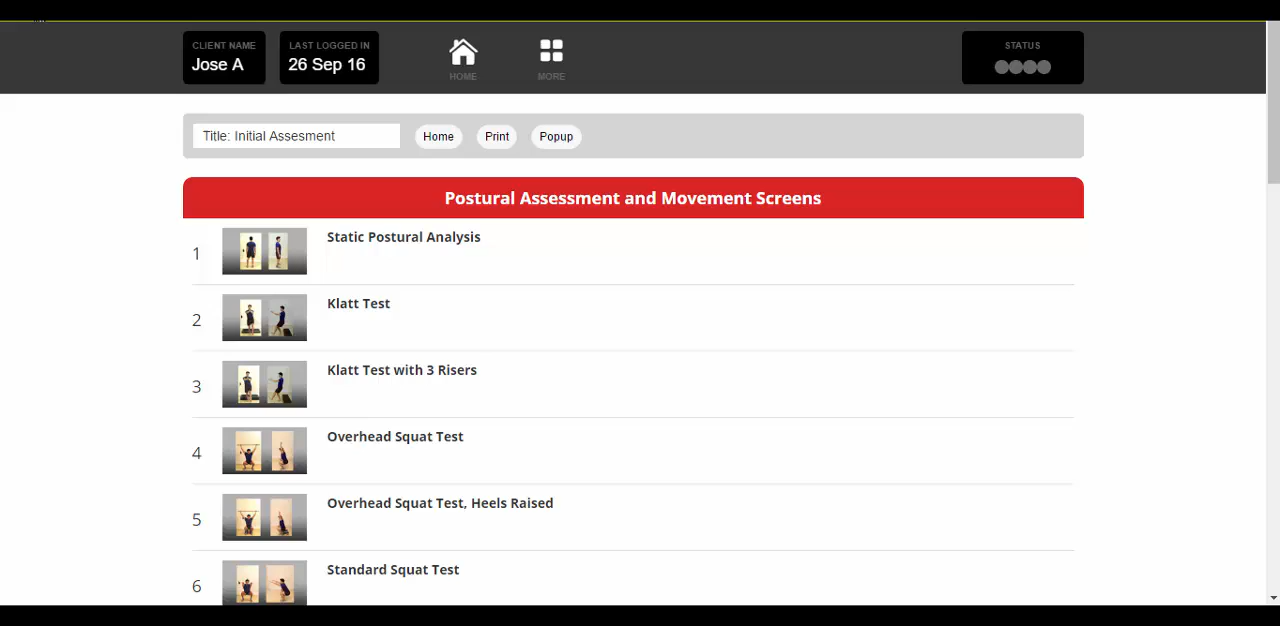 CLIENT NAME
Jose A
LAST LOGGED IN
26 Sep 16
HOME
MORE
STATUS
Title: Initial Assesment
Home
Print
Popup
Postural Assessment and Movement Screens
1
Static Postural Analysis
2
Klatt Test
3
Klatt Test with 3 Risers
4
Overhead Squat Test
5
Overhead Squat Test, Heels Raised
6
Standard Squat Test